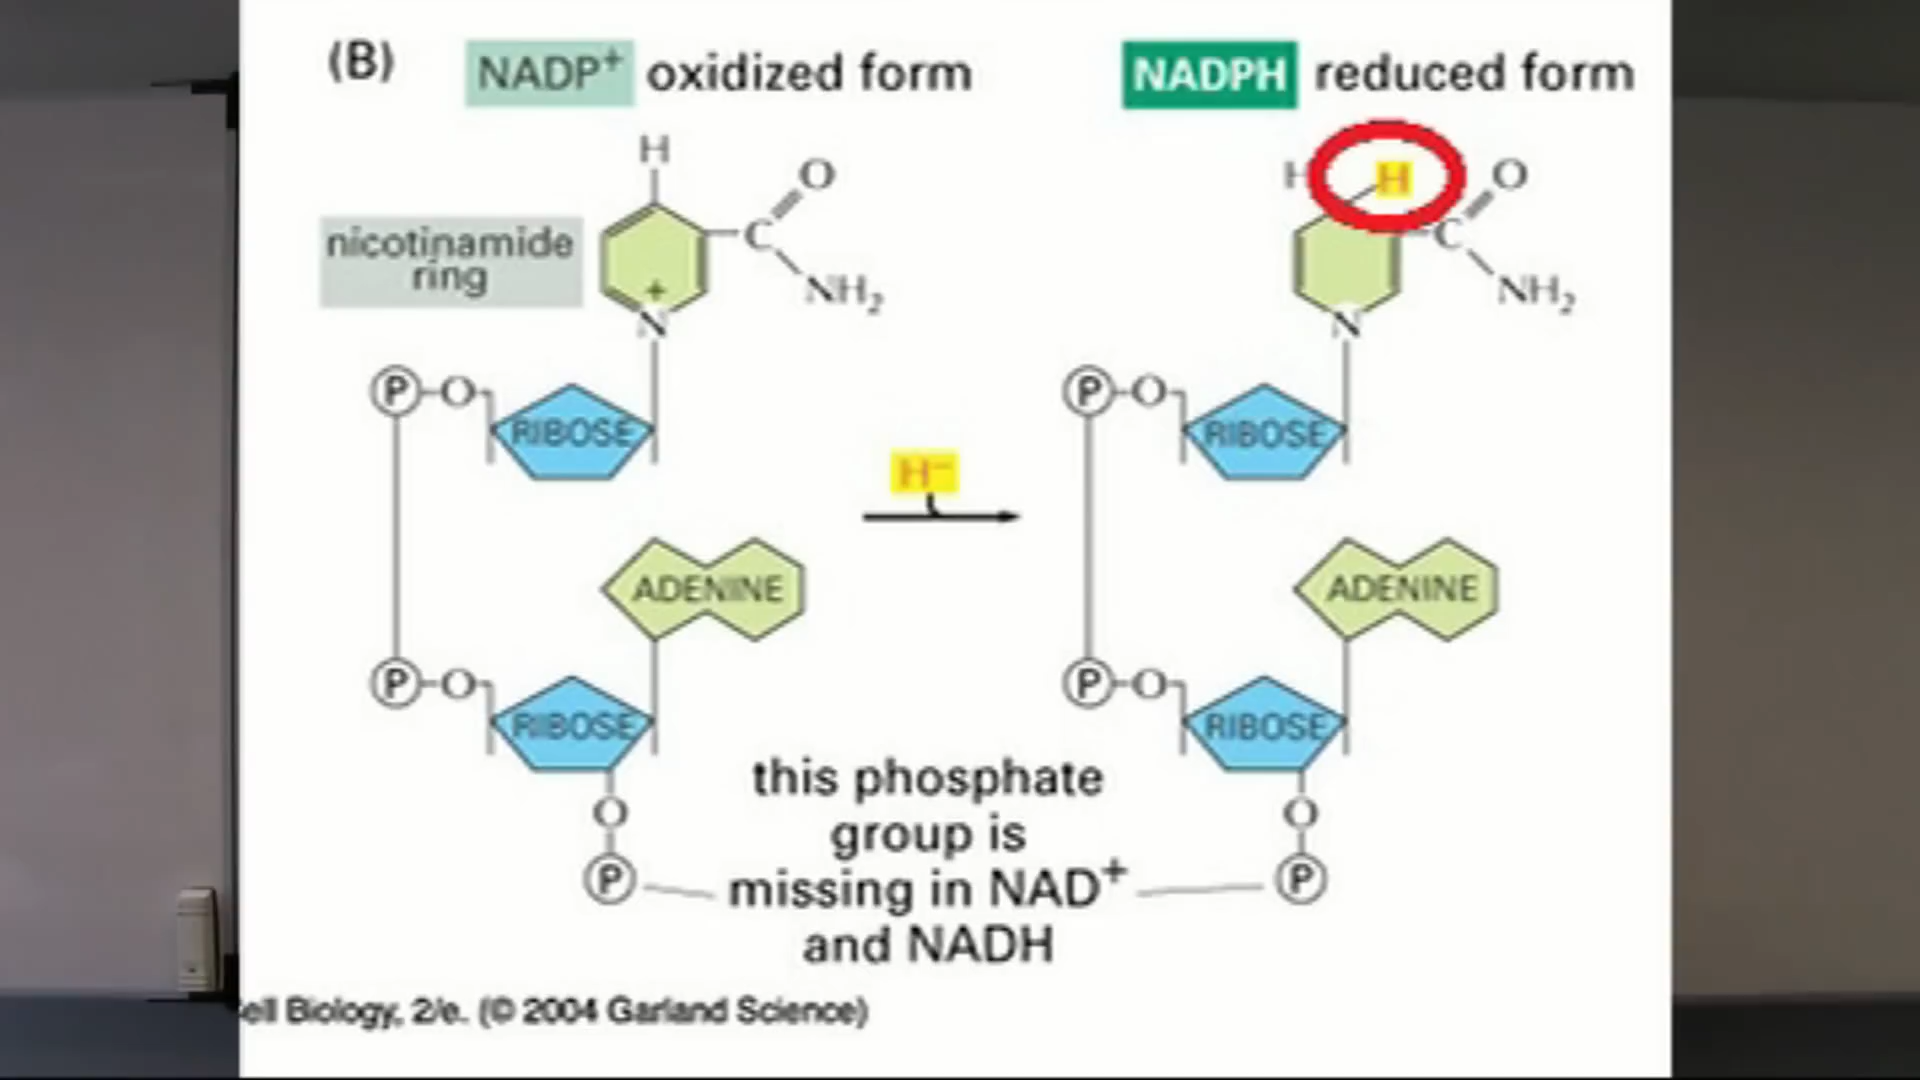 (B) NADP+ oxidized form NADPH reduced form
H
O
H
H
O
nicotinamide
ring
C
C
+
NH2
NH2
N
N
P
O
P
O
RIBOSE
RIBOSE
H−
ADENINE
ADENINE
P
O
P
O
RIBOSE
RIBOSE
this phosphate
group is
missing in NAD+
and NADH
O
O
P
P
ell Biology, 2/e. (© 2004 Garland Science)